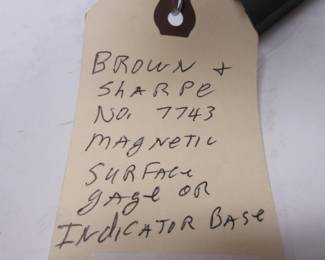 BROWN +
SHARPE
NO. 7743
MAGNETIC
SURFACE
gAge OR
INDICATOR BASE